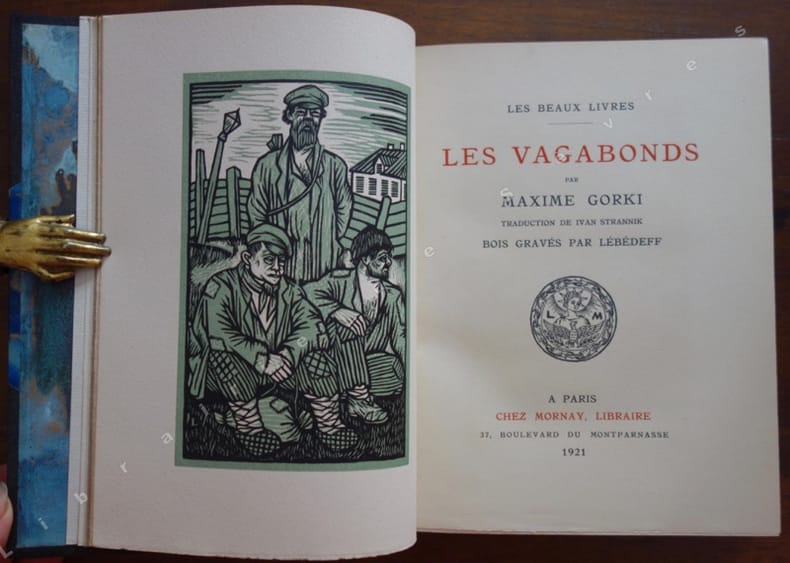 LES BEAUX LIVRES
LES VAGABONDS
PAR
MAXIME GORKI
TRADUCTION DE IVAN STRANNIK
BOIS GRAVÉS PAR LÉBÉDEFF
L M
A PARIS
CHEZ MORNAY, LIBRAIRE
37, BOULEVARD DU MONTPARNASSE
1921